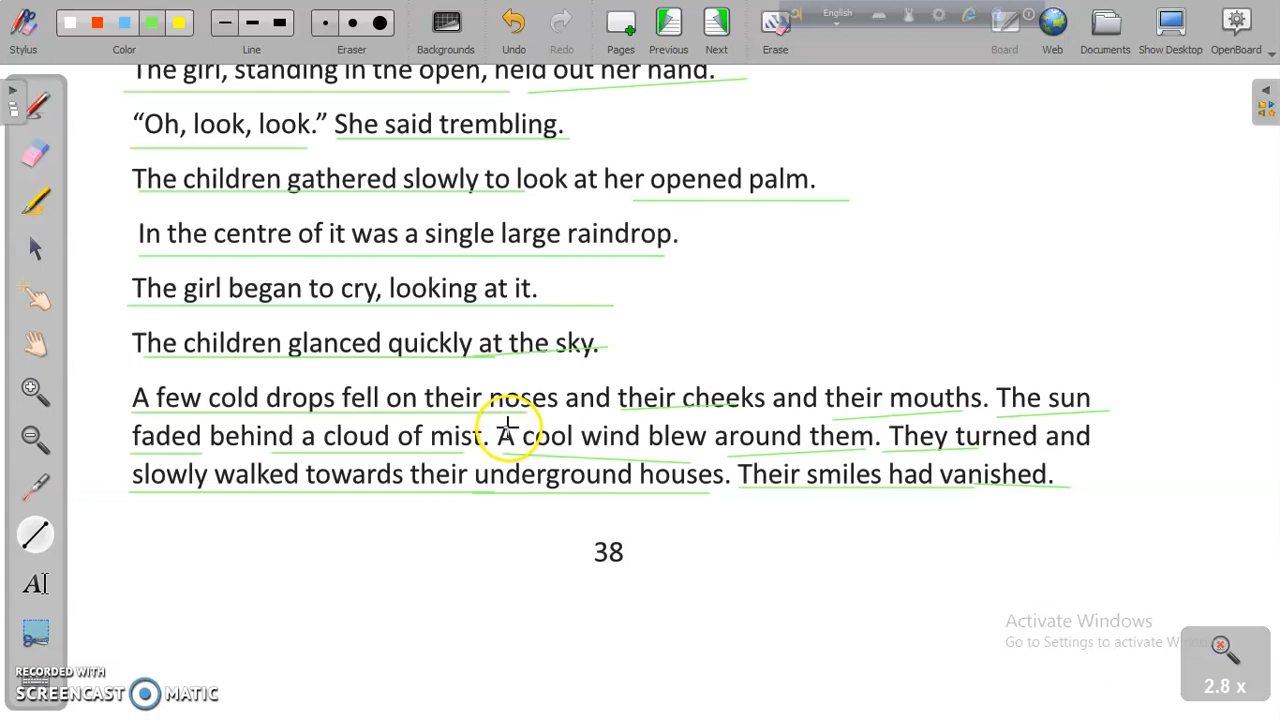 English
Stylus
Color
Line
Eraser
Backgrounds
Undo
Redo
Pages
Previous
Next
Erase
Board
Web
Documents
Show Desktop
OpenBoard
The girl, standing in the open, held out her hand.
“Oh, look, look.” She said trembling.
The children gathered slowly to look at her opened palm.
In the centre of it was a single large raindrop.
The girl began to cry, looking at it.
The children glanced quickly at the sky.
A few cold drops fell on their noses and their cheeks and their mouths. The sun
faded behind a cloud of mist. A cool wind blew around them. They turned and
slowly walked towards their underground houses. Their smiles had vanished.
38
Activate Windows
Go to Settings to activate
2.8 x
RECORDED WITH
SCREENCAST MATIC